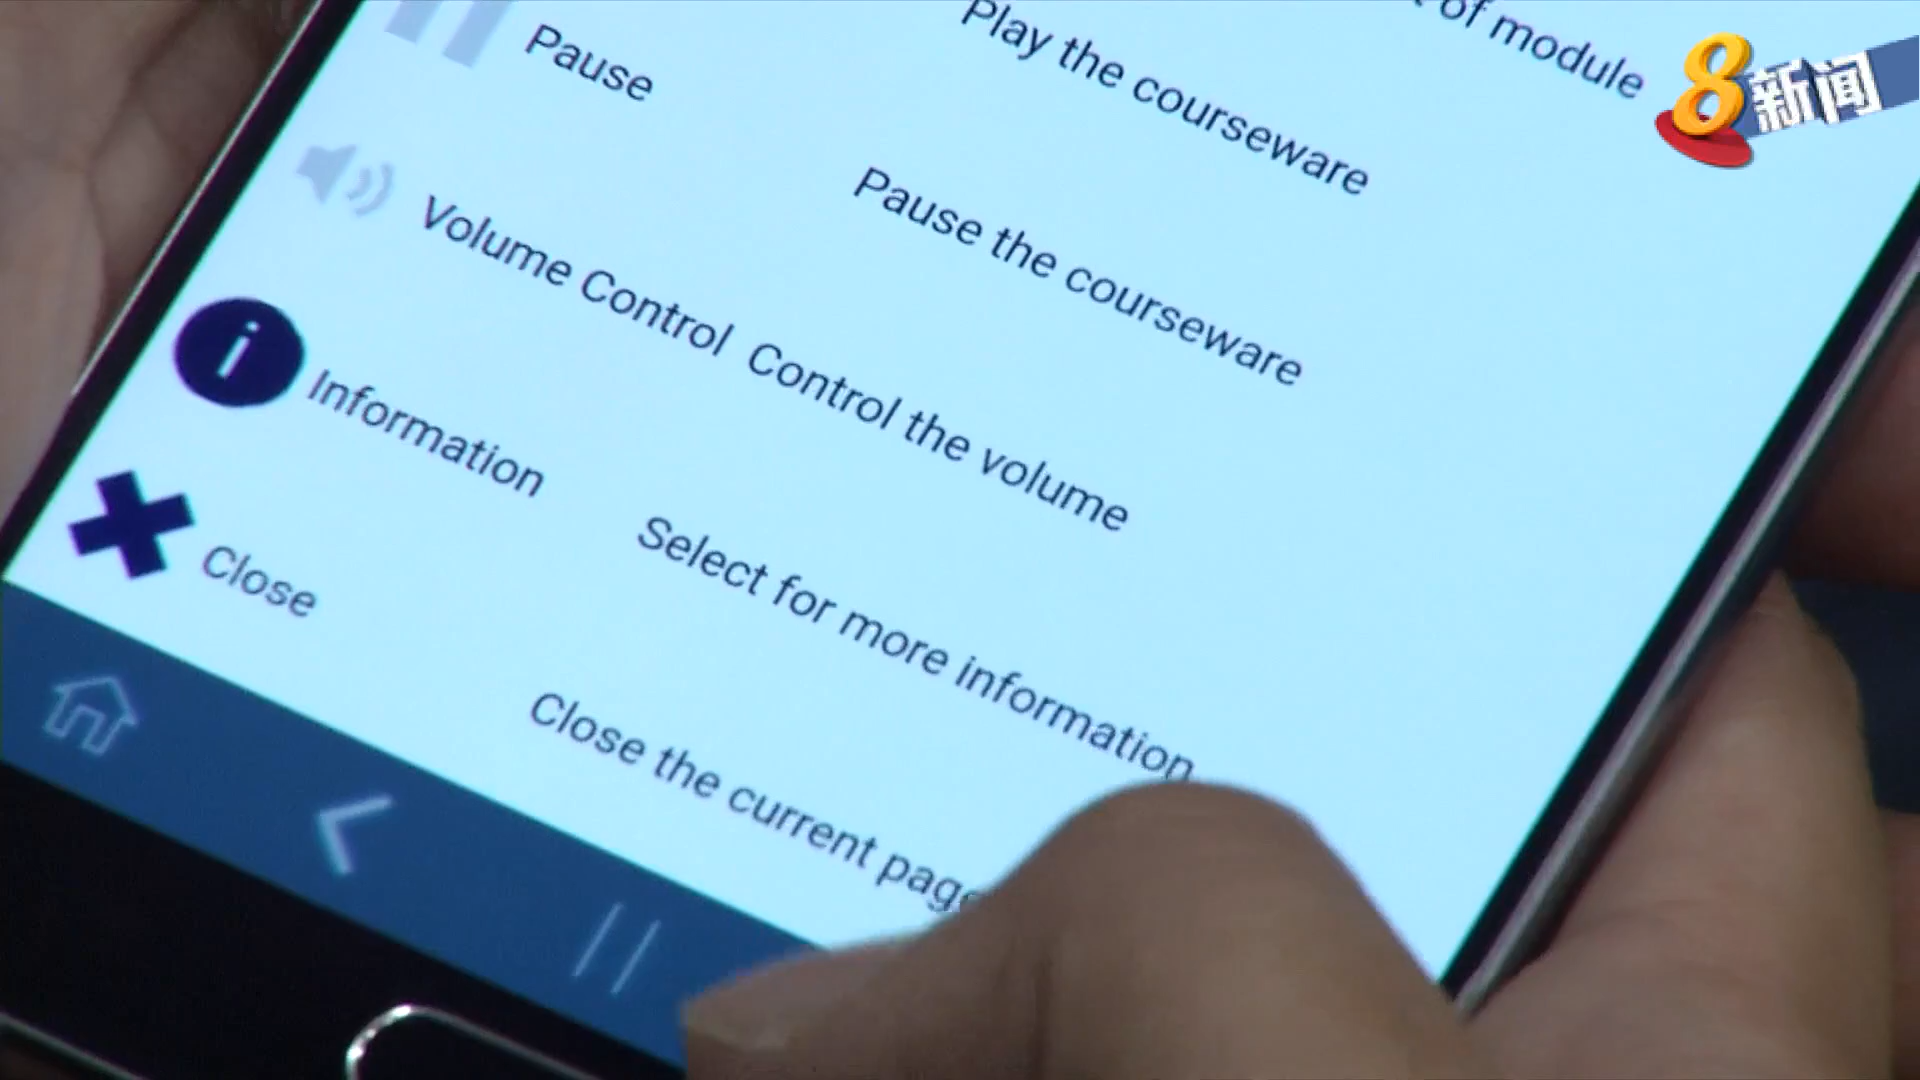 of module
Play the courseware
Pause
Pause the courseware
Volume Control
Control the volume
Information
Select for more information
Close
Close the current page
8新闻